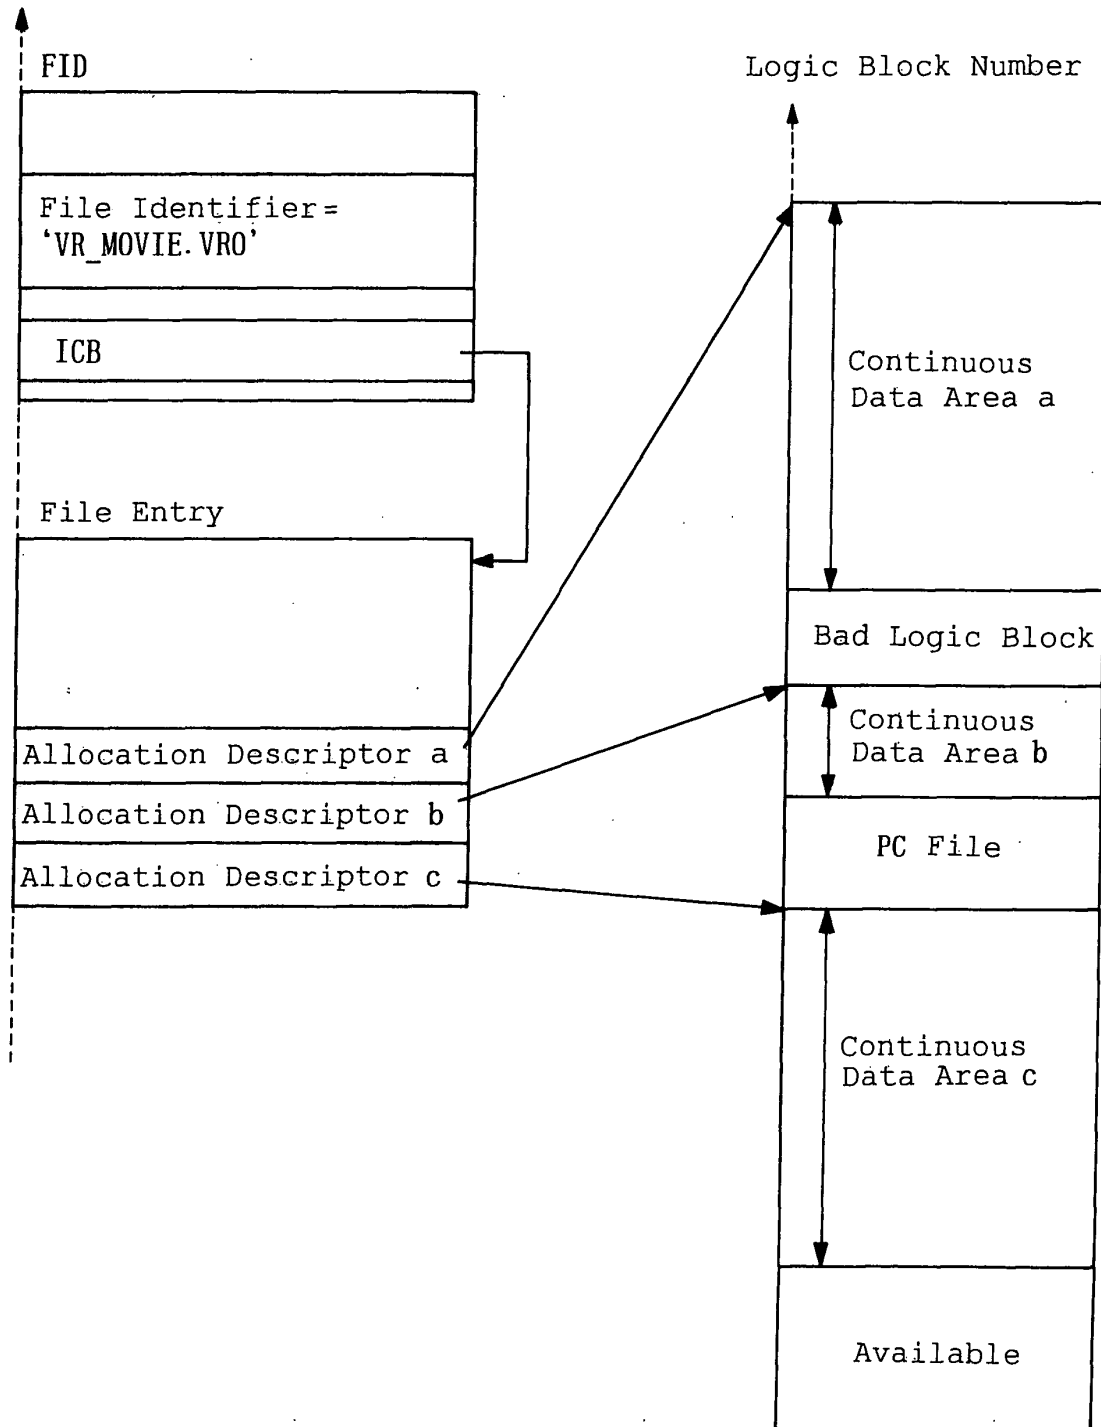 FID
File Identifier=
‘VR_MOVIE.VRO’
ICB
File Entry
Allocation Descriptor a
Allocation Descriptor b
Allocation Descriptor c
Logic Block Number
Continuous
Data Area a
Bad Logic Block
Continuous
Data Area b
PC File
Continuous
Data Area c
Available